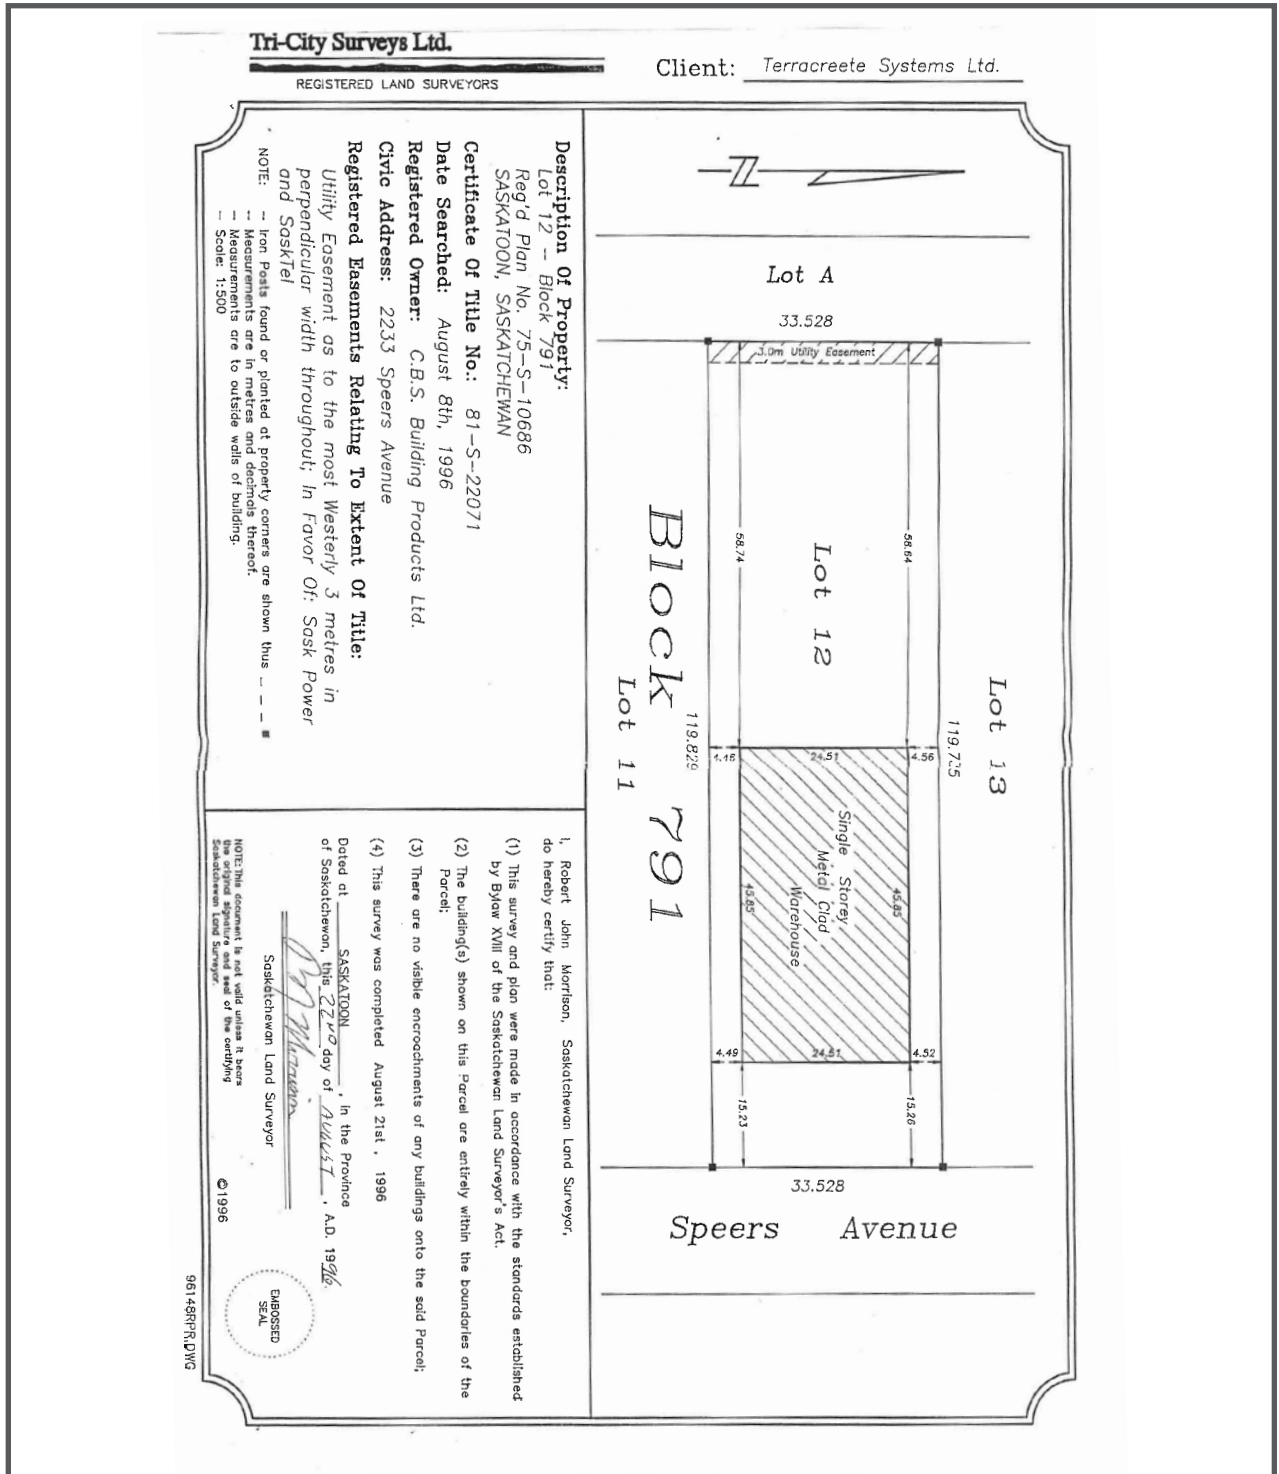 Tri-City Surveys Ltd.
REGISTERED LAND SURVEYORS
Client: Terracreete Systems Ltd.
Lot A
33.528
3.0m Utility Easement
58.74
58.64
Lot 12
Lot 13
Block 791
Lot 11
119.829
24.51
4.56
Single Storey
Metal Clad
Warehouse
45.85
45.85
4.49
24.51
4.52
15.23
15.26
33.528
Speers Avenue
Description Of Property:
Lot 12 -- Block 791
Reg'd Plan No. 75-S-10686
SASKATOON, SASKATCHEWAN
Certificate Of Title No.: 81-S-22071
Date Searched: August 8th, 1996
Registered Owner: C.B.S. Building Products Ltd.
Civic Address: 2233 Speers Avenue
Registered Easements Relating To Extent Of Title:
Utility Easement as to the most Westerly 3 metres in
perpendicular width throughout; In Favor Of: Sask Power
and SaskTel
NOTE: -- Iron Posts found or planted at property corners are shown thus - - -
-- Measurements are in metres and decimals thereof.
-- Measurements are to outside walls of building.
-- Scale: 1:500
I, Robert John Morrison, Saskatchewan Land Surveyor,
do hereby certify that:
(1) This survey and plan were made in accordance with the standards established
by Bylaw XVIII of the Saskatchewan Land Surveyor's Act.
(2) The building(s) shown on this Parcel are entirely within the boundaries of the
Parcel;
(3) There are no visible encroachments of any buildings onto the said Parcel;
(4) This survey was completed August 21st, 1996
Dated at SASKATOON, in the Province
of Saskatchewan, this 22ND day of AUGUST, A.D. 1996.
Saskatchewan Land Surveyor
NOTE: This document is not valid unless it bears
the original signature and seal of the certifying
Saskatchewan Land Surveyor.
©1996
EMBOSSED
SEAL
96148RPR.DWG